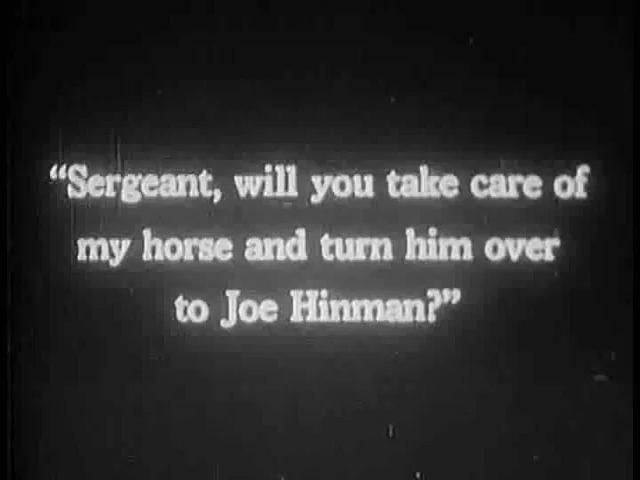 “Sergeant, will you take care of
my horse and turn him over
to Joe Hinman?”